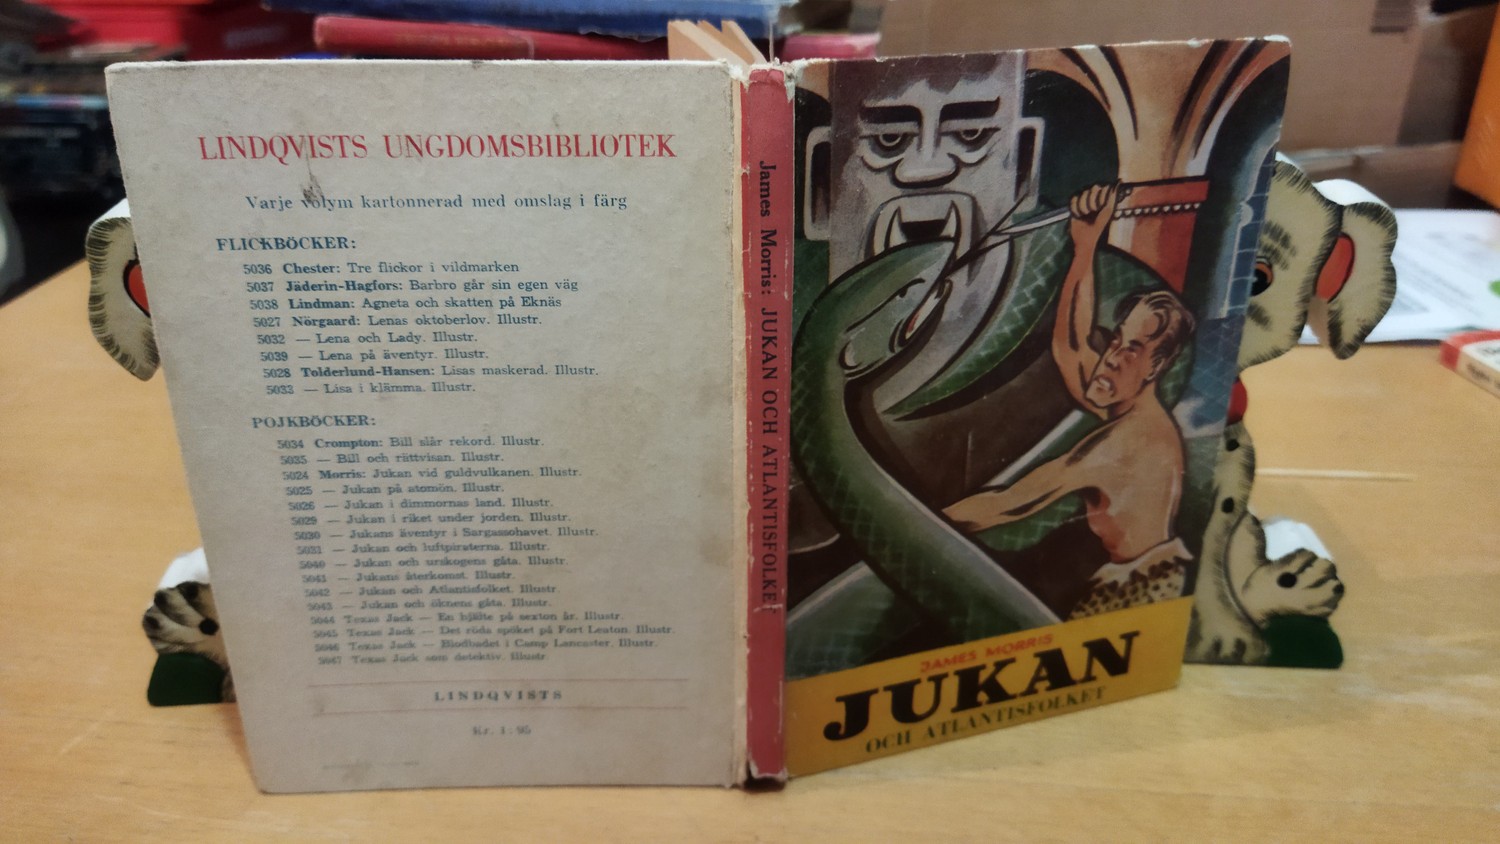 LINDQVISTS UNGDOMSBIBLIOTEK
Varje volym kartonnerad med omslag i färg
FLICKBÖCKER:
5036 Chester: Tre flickor i vildmarken
5037 Jäderin-Hagfors: Barbro går sin egen väg
5038 Lindman: Agneta och skatten på Eknäs
5027 Nörgaard: Lenas oktoberlov. Illustr.
5032 — Lena och Lady. Illustr.
5039 — Lena på äventyr. Illustr.
5028 Tolderlund-Hansen: Lisas maskerad. Illustr.
5033 — Lisa i klämma. Illustr.
POJKBÖCKER:
5034 Crompton: Bill slår rekord. Illustr.
5035 — Bill och rättvisan. Illustr.
5024 Morris: Jukan vid guldvulkanen. Illustr.
5025 — Jukan på atomön. Illustr.
5026 — Jukan i dimmornas land. Illustr.
5029 — Jukan i riket under jorden. Illustr.
5030 — Jukans äventyr i Sargassohavet. Illustr.
5031 — Jukan och luftpiraterna. Illustr.
5040 — Jukan och urskogens gåta. Illustr.
5041 — Jukans återkomst. Illustr.
5042 — Jukan och Atlantisfolket. Illustr.
5043 — Jukan och öknens gåta. Illustr.
5044 Texas Jack — En hjälte på sexton år. Illustr.
5045 Texas Jack — Det röda spöket på Fort Leaton. Illustr.
5046 Texas Jack — Blodbadet i Camp Lancaster. Illustr.
5047 Texas Jack som detektiv. Illustr.
LINDQVISTS
Kr. 1:95
James Morris: JUKAN OCH ATLANTISFOLKET
JAMES MORRIS
JUKAN
OCH ATLANTISFOLKET